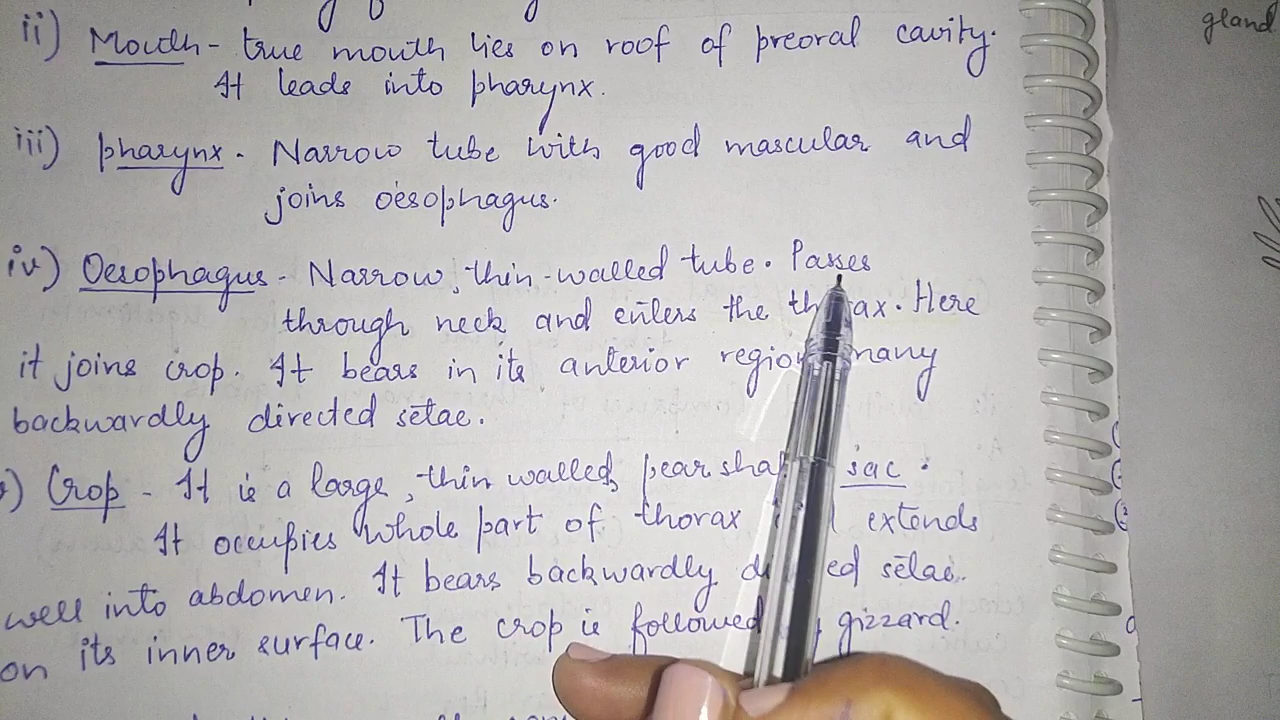 ii) Mouth - true mouth lies on roof of preoral cavity.
It leads into pharynx.
iii) pharynx - Narrow tube with good mascular and
joins oesophagus.
iv) Oesophagus - Narrow, thin-walled tube. Passes
through neck and enters the ax. Here
it joins crop. It bears in its anterior region many
backwardly directed setae.
) Crop - It is a large, thin walled, pear sha sac.
It occupies whole part of thorax extends
well into abdomen. It bears backwardly d ed setae.
on its inner surface. The crop is followed gizzard.
gland